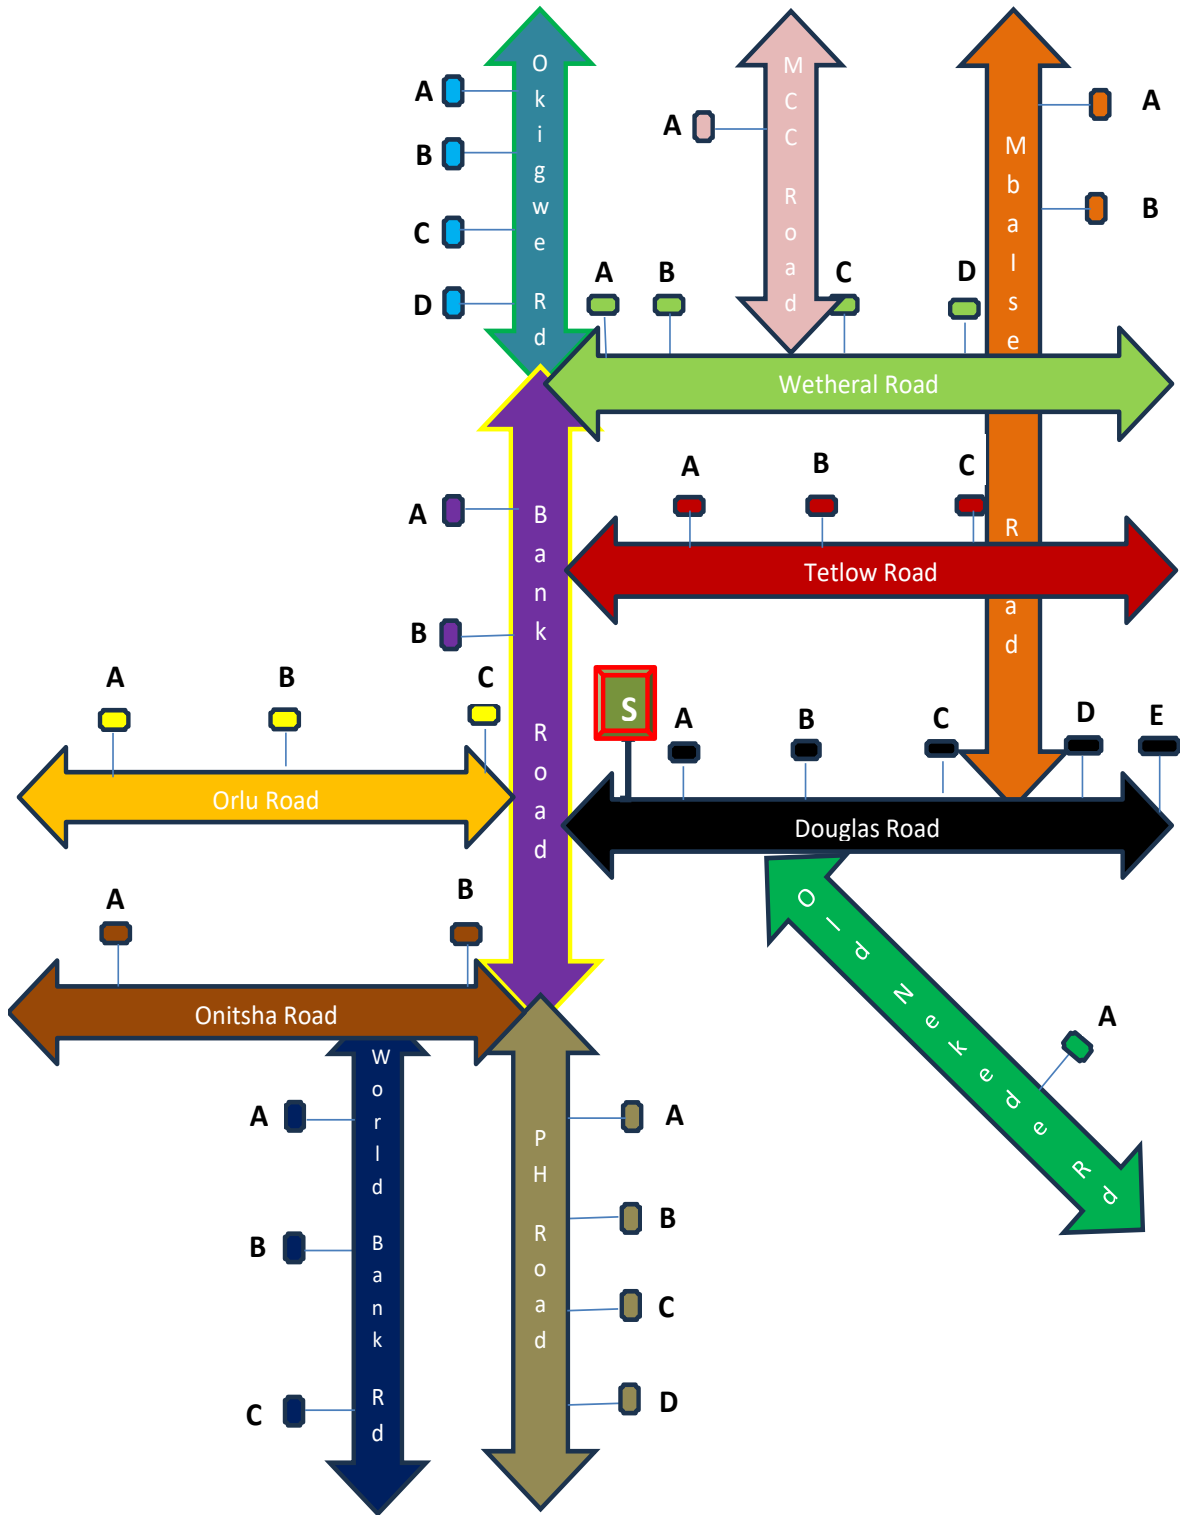 Okigwe Rd
A
B
C
D
MCC Road
A
Mbalse Road
A
B
A
B
C
D
Wetheral Road
A
B
C
Tetlow Road
Bank Road
A
B
A
B
C
Orlu Road
S
A
B
C
D
E
Douglas Road
A
B
Onitsha Road
Old Nekede Rd
A
World Bank Rd
A
B
C
PH Road
A
B
C
D